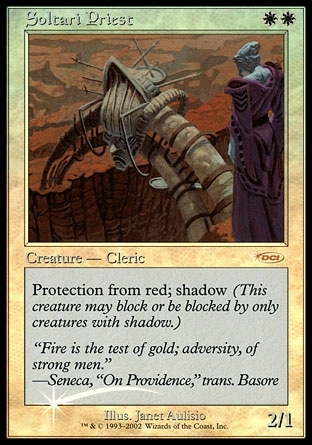 Soltari Priest
DCI
Creature — Cleric
Protection from red; shadow (This
creature may block or be blocked by only
creatures with shadow.)
“Fire is the test of gold; adversity, of
strong men.”
—Seneca, “On Providence,” trans. Basore
Illus. Janet Aulisio
™ & © 1993–2002 Wizards of the Coast, Inc.
2/1